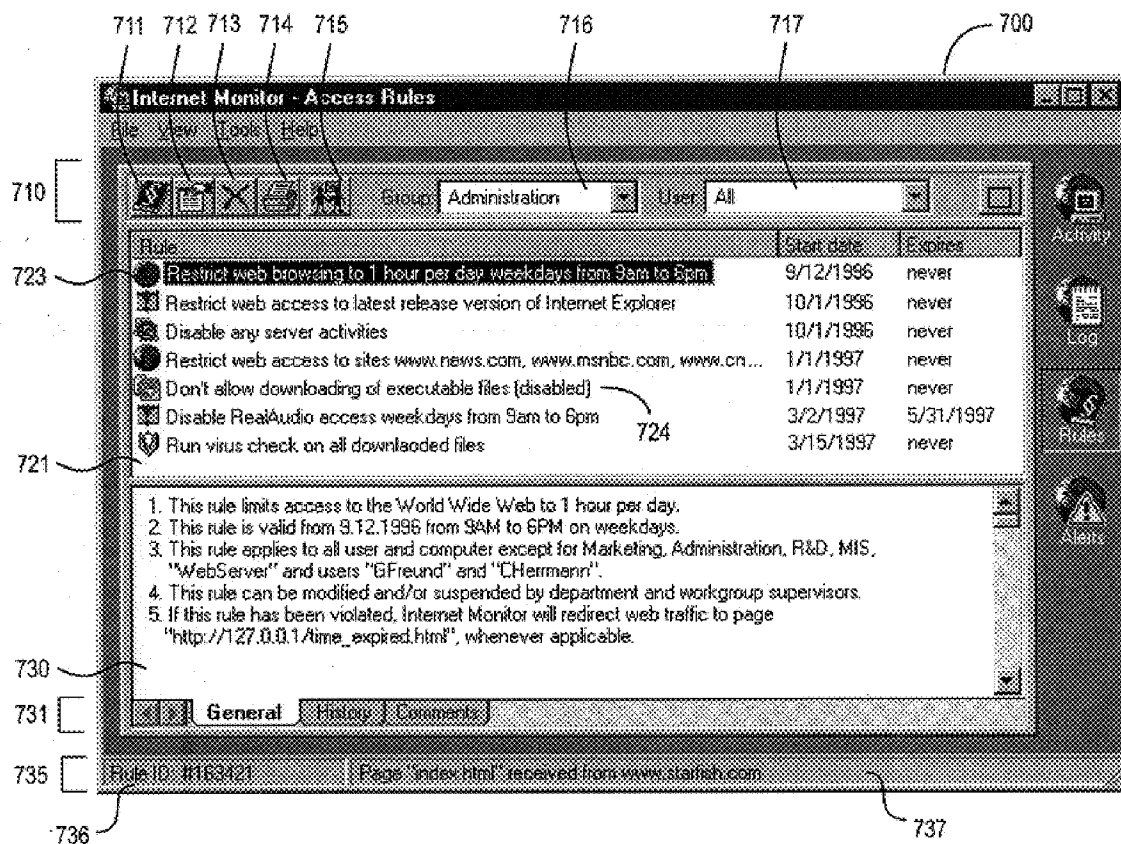 711 712 713 714 715 716 717 700
Internet Monitor - Access Rules
File View Tools Help
710
Group: Administration User: All
Activity
Rule Start date Expires
723
Restrict web browsing to 1 hour per day weekdays from 9am to 6pm 9/12/1996 never
Restrict web access to latest release version of Internet Explorer 10/1/1996 never
Disable any server activities 10/1/1996 never
Log
Restrict web access to sites www.news.com, www.msnbc.com, www.cn... 1/1/1997 never
Don't allow downloading of executable files (disabled) 1/1/1997 never
724
Disable RealAudio access weekdays from 9am to 6pm 3/2/1997 5/31/1997
Rules
Run virus check on all downlaoded files 3/15/1997 never
721
1. This rule limits access to the World Wide Web to 1 hour per day.
2. This rule is valid from 9.12.1996 from 9AM to 6PM on weekdays.
3. This rule applies to all user and computer except for Marketing, Administration, R&D, MIS,
"WebServer" and users "GFreund" and "CHerrmann".
Alerts
4. This rule can be modified and/or suspended by department and workgroup supervisors.
5. If this rule has been violated, Internet Monitor will redirect web traffic to page
"http://127.0.0.1/time_expired.html", whenever applicable.
730
731
General History Comments
735
Rule ID: #163421 Page "index.html" received from www.starfish.com
736 737